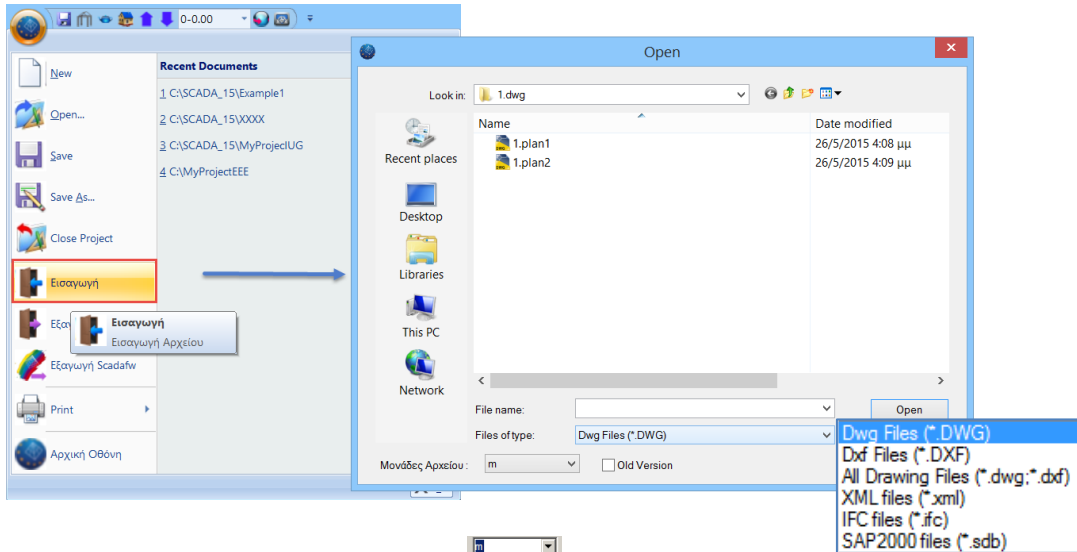 0-0.00
New
Open...
Save
Save As...
Close Project
Εισαγωγή
Εξα
Εισαγωγή
Εισαγωγή Αρχείου
Εξαγωγή Scadafw
Print
Αρχική Οθόνη
Recent Documents
1 C:\SCADA_15\Example1
2 C:\SCADA_15\XXXX
3 C:\SCADA_15\MyProjecIUG
4 C:\MyProjectEEE
Open
Look in:
1.dwg
Name
Date modified
1.plan1
26/5/2015 4:08 μμ
1.plan2
26/5/2015 4:09 μμ
Recent places
Desktop
Libraries
This PC
Network
File name:
Open
Files of type:
Dwg Files (*.DWG)
Μονάδες Αρχείου :
m
Old Version
Dwg Files (*.DWG)
Dxf Files (*.DXF)
All Drawing Files (*.dwg;*.dxf)
XML files (*.xml)
IFC files (*.ifc)
SAP2000 files (*.sdb)
m